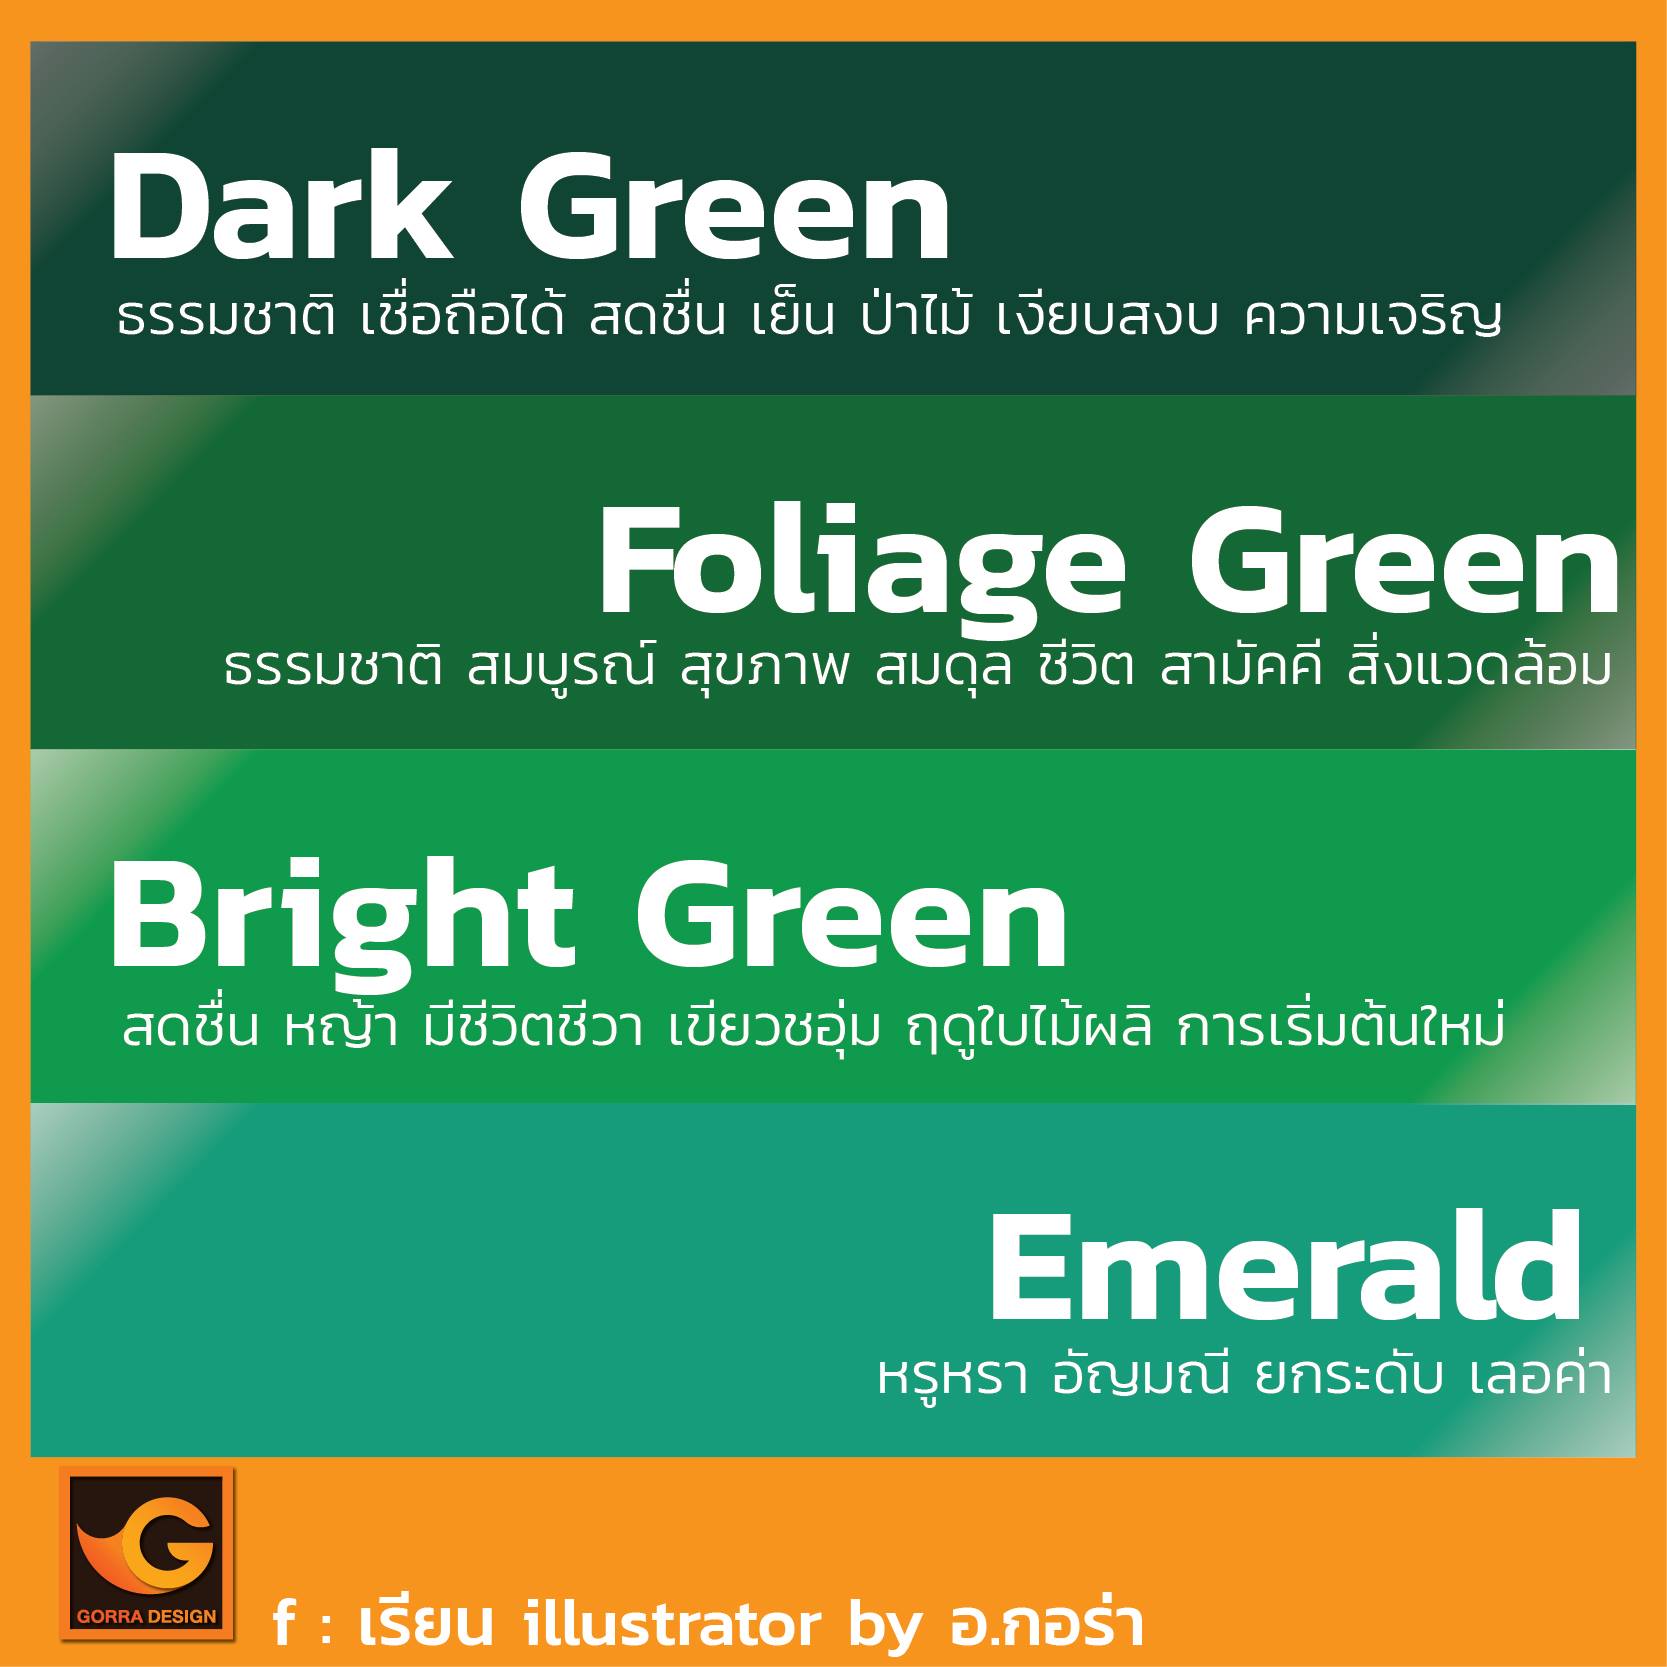 Dark Green
ธรรมชาติ เชื่อถือได้ สดชื่น เย็น ป่าไม้ เงียบสงบ ความเจริญ
Foliage Green
ธรรมชาติ สมบูรณ์ สุขภาพ สมดุล ชีวิต สามัคคี สิ่งแวดล้อม
Bright Green
สดชื่น หญ้า มีชีวิตชีวา เขียวชอุ่ม ฤดูใบไม้ผลิ การเริ่มต้นใหม่
Emerald
หรูหรา อัญมณี ยกระดับ เลอค่า
GORRA DESIGN
f : เรียน illustrator by อ.กอร่า